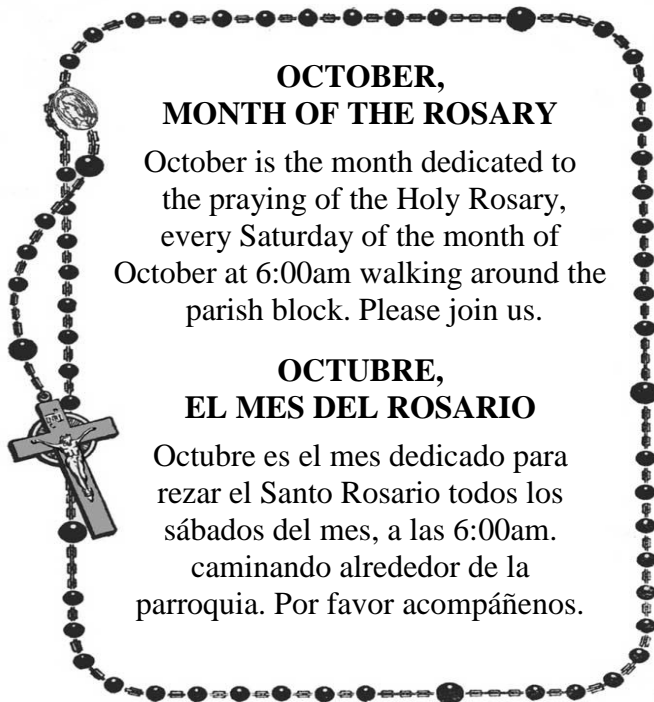 OCTOBER,
MONTH OF THE ROSARY
October is the month dedicated to
the praying of the Holy Rosary,
every Saturday of the month of
October at 6:00am walking around the
parish block. Please join us.
OCTUBRE,
EL MES DEL ROSARIO
Octubre es el mes dedicado para
rezar el Santo Rosario todos los
sábados del mes, a las 6:00am.
caminando alrededor de la
parroquia. Por favor acompáñenos.